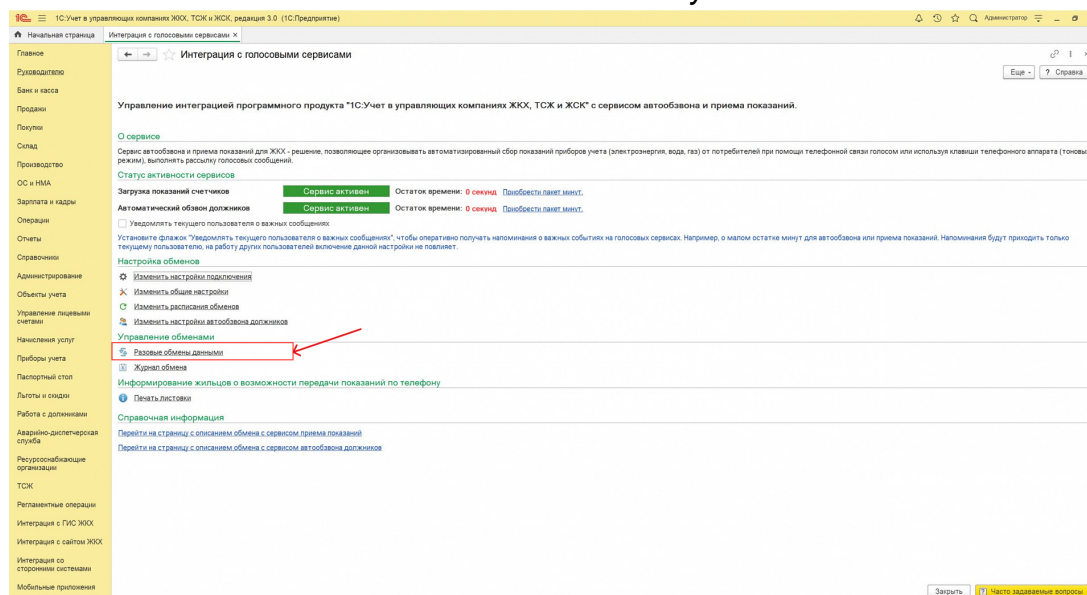 1С:Учет в управляющих компаниях ЖКХ, ТСЖ и ЖСК, редакция 3.0 (1С:Предприятие)
Администратор
Начальная страница
Интеграция с голосовыми сервисами ×
Главное
Руководителю
Банк и касса
Продажи
Покупки
Склад
Производство
ОС и НМА
Зарплата и кадры
Операции
Отчеты
Справочники
Администрирование
Объекты учета
Управление лицевыми
счетами
Начисления услуг
Приборы учета
Паспортный стол
Льготы и скидки
Работа с должниками
Аварийно-диспетчерская
служба
Ресурсоснабжающие
организации
ТСЖ
Регламентные операции
Интеграция с ГИС ЖКХ
Интеграция с сайтом ЖКХ
Интеграция со
сторонними системами
Мобильные приложения
Интеграция с голосовыми сервисами
Еще
? Справка
Управление интеграцией программного продукта "1С:Учет в управляющих компаниях ЖКХ, ТСЖ и ЖСК" с сервисом автообзвона и приема показаний.
О сервисе
Сервис автообзвона и приема показаний для ЖКХ - решение, позволяющее организовывать автоматизированный сбор показаний приборов учета (электроэнергия, вода, газ) от потребителей при помощи телефонной связи голосом или используя клавиши телефонного аппарата (тоновы
режим), выполнять рассылку голосовых сообщений.
Статус активности сервисов
Загрузка показаний счетчиков Сервис активен Остаток времени: 0 секунд Приобрести пакет минут.
Автоматический обзвон должников Сервис активен Остаток времени: 0 секунд Приобрести пакет минут.
Уведомлять текущего пользователя о важных сообщениях
Установите флажок "Уведомлять текущего пользователя о важных сообщениях", чтобы оперативно получать напоминания о важных событиях на голосовых сервисах. Например, о малом остатке минут для автообзвона или приема показаний. Напоминания будут приходить только
текущему пользователю, на работу других пользователей включение данной настройки не повлияет.
Настройка обменов
Изменить настройки подключения
Изменить общие настройки
Изменить расписания обменов
Изменить настройки автообзвона должников
Управление обменами
Разовые обмены данными
Журнал обмена
Информирование жильцов о возможности передачи показаний по телефону
Печать листовки
Справочная информация
Перейти на страницу с описанием обмена с сервисом приема показаний
Перейти на страницу с описанием обмена с сервисом автообзвона должников
Закрыть
[?] Часто задаваемые вопросы